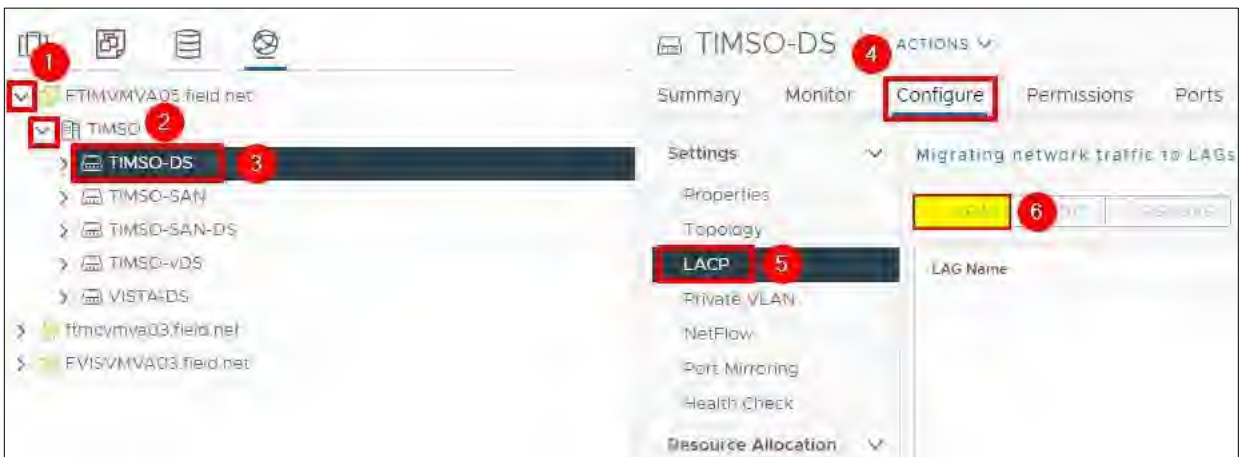 1
FTIMVMVA05.field.net
TIMSO 2
TIMSO-DS 3
TIMSO-SAN
TIMSO-SAN-DS
TIMSO-vDS
VISTA-DS
ftmcvmva03.field.net
FVISVMVA03.field.net
TIMSO-DS 4 ACTIONS
Summary Monitor Configure Permissions Ports
Settings
Properties
Topology
LACP 5
Private VLAN
NetFlow
Port Mirroring
Health Check
Resource Allocation
Migrating network traffic to LAGs
6
LAG Name